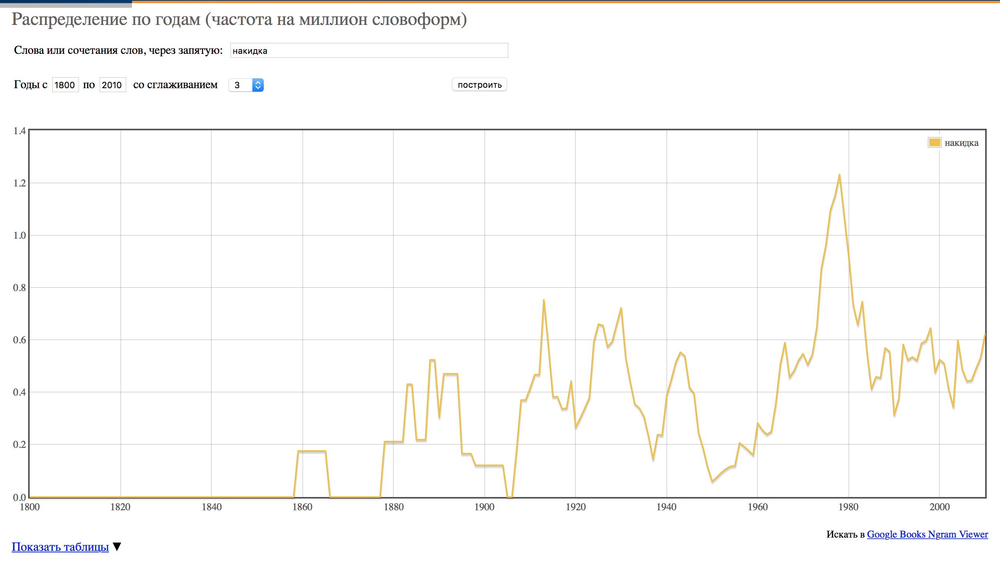 Распределение по годам (частота на миллион словоформ)
Слова или сочетания слов, через запятую: накидка
Годы с 1800 по 2010 со сглаживанием 3 построить
1.4
накидка
1.2
1.0
0.8
0.6
0.4
0.2
0.0
1800 1820 1840 1860 1880 1900 1920 1940 1960 1980 2000
Искать в Google Books Ngram Viewer
Показать таблицы ▼